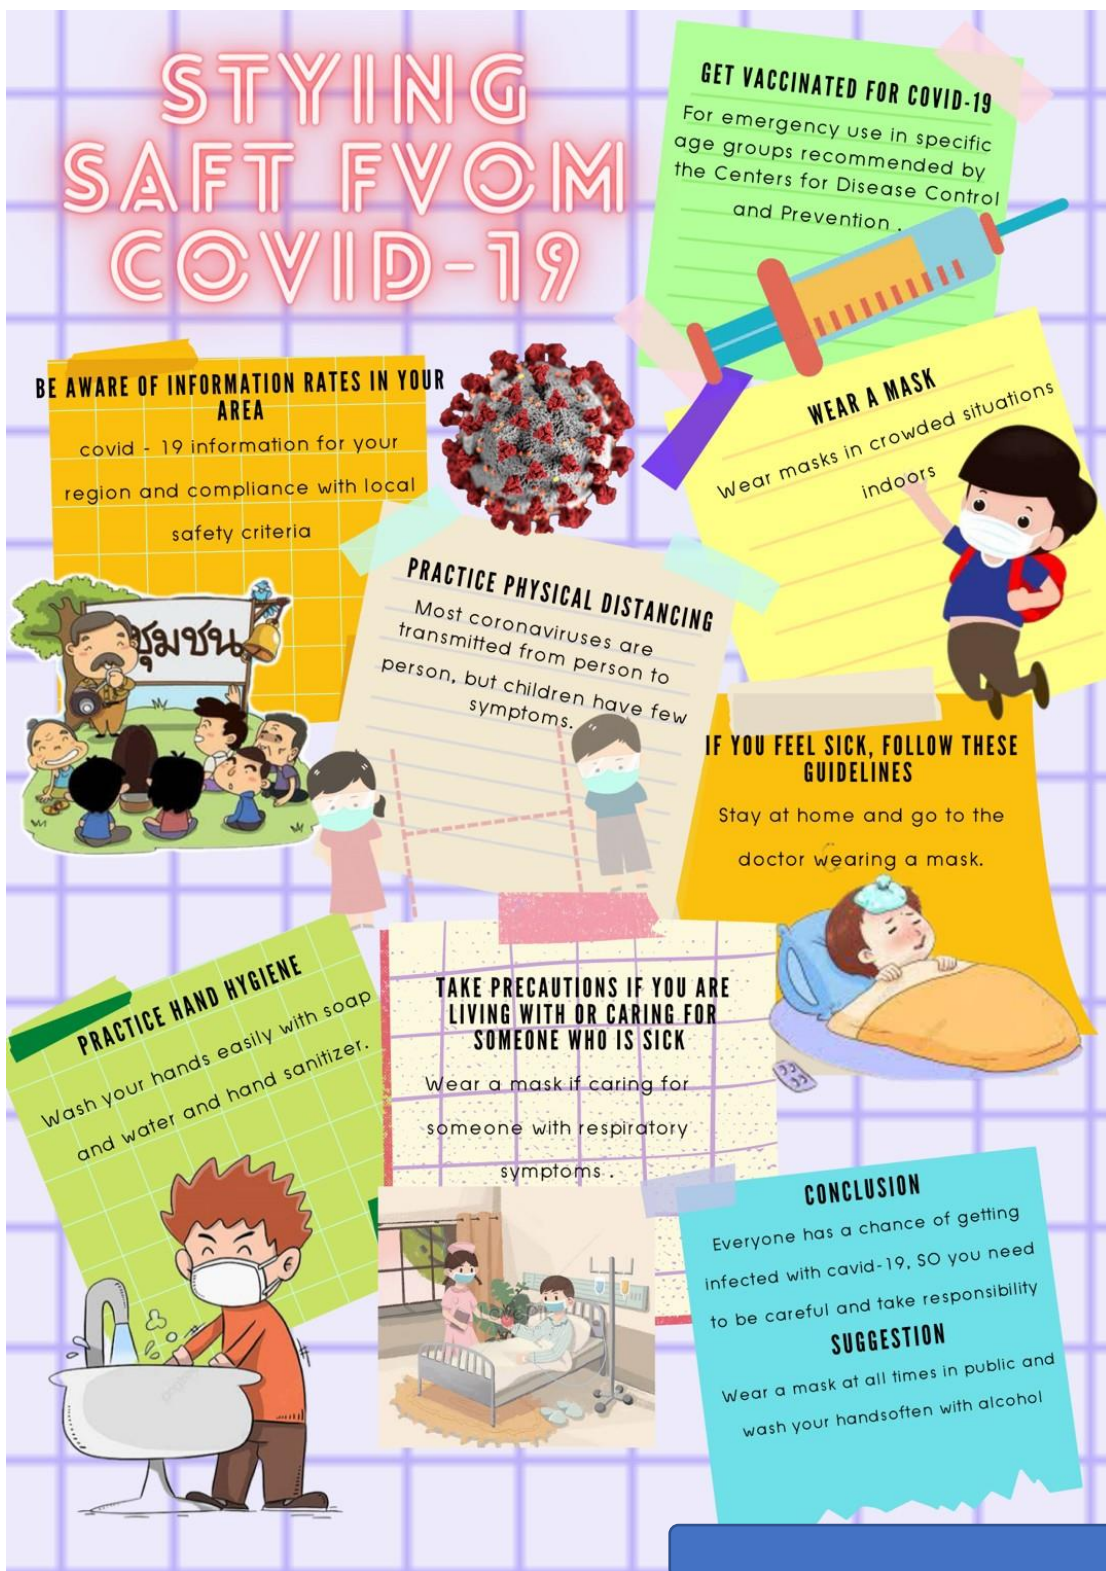 STYING
SAFT FVOM
COVID-19
GET VACCINATED FOR COVID-19
For emergency use in specific
age groups recommended by
the Centers for Disease Control
and Prevention .
BE AWARE OF INFORMATION RATES IN YOUR
AREA
covid - 19 information for your
region and compliance with local
safety criteria
ชุมชน
WEAR A MASK
Wear masks in crowded situations
indoors
PRACTICE PHYSICAL DISTANCING
Most coronaviruses are
transmitted from person to
person, but children have few
symptoms.
IF YOU FEEL SICK, FOLLOW THESE
GUIDELINES
Stay at home and go to the
doctor wearing a mask.
PRACTICE HAND HYGIENE
Wash your hands easily with soap
and water and hand sanitizer.
TAKE PRECAUTIONS IF YOU ARE
LIVING WITH OR CARING FOR
SOMEONE WHO IS SICK
Wear a mask if caring for
someone with respiratory
symptoms .
CONCLUSION
Everyone has a chance of getting
infected with cavid-19, SO you need
to be careful and take responsibility
SUGGESTION
Wear a mask at all times in public and
wash your handsoften with alcohol